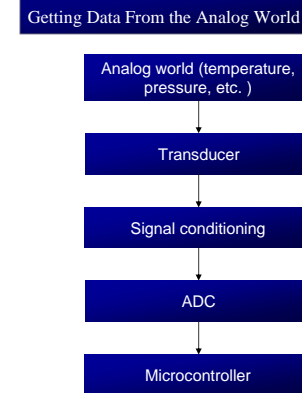 Getting Data From the Analog World
Analog world (temperature,
pressure, etc. )
Transducer
Signal conditioning
ADC
Microcontroller